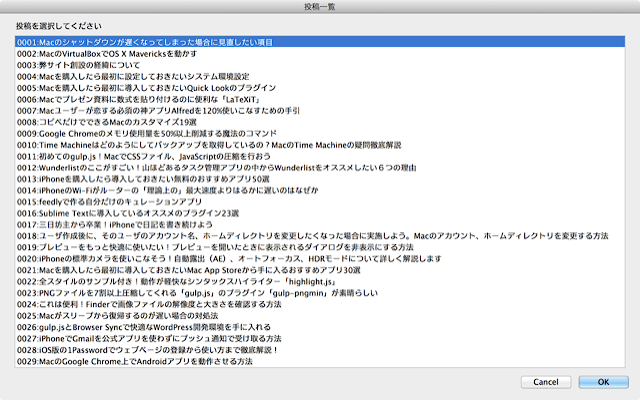 投稿一覧
投稿を選択してください
0001:Macのシャットダウンが遅くなってしまった場合に見直したい項目
0002:MacのVirtualBoxでOS X Mavericksを動かす
0003:弊サイト創設の経緯について
0004:Macを購入したら最初に設定しておきたいシステム環境設定
0005:Macを購入したら最初に導入しておきたいQuick Lookのプラグイン
0006:Macでプレゼン資料に数式を貼り付けるのに便利な「LaTeXiT」
0007:Macユーザーが恋する必須の神アプリAlfredを120%使いこなすための手引
0008:コピペだけでできるMacのカスタマイズ19選
0009:Google Chromeのメモリ使用量を50%以上削減する魔法のコマンド
0010:Time Machineはどのようにしてバックアップを取得しているの？MacのTime Machineの疑問徹底解説
0011:初めてのgulp.js！MacでCSSファイル、JavaScriptの圧縮を行おう
0012:Wunderlistのここがすごい！山ほどあるタスク管理アプリの中からWunderlistをオススメしたい６つの理由
0013:iPhoneを購入したら導入しておきたい無料のおすすめアプリ50選
0014:iPhoneのWi-Fiがルーターの「理論上の」最大速度よりはるかに遅いのはなぜか
0015:feedlyで作る自分だけのキュレーションアプリ
0016:Sublime Textに導入しているオススメのプラグイン23選
0017:三日坊主から卒業！iPhoneで日記を書き続けよう
0018:ユーザ作成後に、そのユーザのアカウント名、ホームディレクトリを変更したくなった場合に実施しよう。Macのアカウント、ホームディレクトリを変更する方法
0019:プレビューをもっと快適に使いたい！プレビューを開いたときに表示されるダイアログを非表示にする方法
0020:iPhoneの標準カメラを使いこなそう！自動露出（AE）、オートフォーカス、HDRモードについて詳しく解説します
0021:Macを購入したら最初に導入しておきたいMac App Storeから手に入るおすすめアプリ30選
0022:全スタイルのサンプル付き！動作が軽快なシンタックスハイライター「highlight.js」
0023:PNGファイルを7割以上圧縮してくれる「gulp.js」のプラグイン「gulp-pngmin」が素晴らしい
0024:これは便利！Finderで画像ファイルの解像度と大きさを確認する方法
0025:Macがスリープから復帰するのが遅い場合の対処法
0026:gulp.jsとBrowser Syncで快適なWordPress開発環境を手に入れる
0027:iPhoneでGmailを公式アプリを使わずにプッシュ通知で受け取る方法
0028:iOS版の1Passwordでウェブページの登録から使い方まで徹底解説！
0029:MacのGoogle Chrome上でAndroidアプリを動作させる方法
Cancel
OK